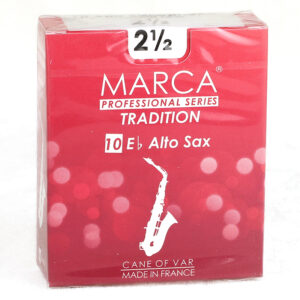 2½
MARCA®
PROFESSIONAL SERIES
TRADITION
10 E♭ Alto Sax
CANE OF VAR
MADE IN FRANCE